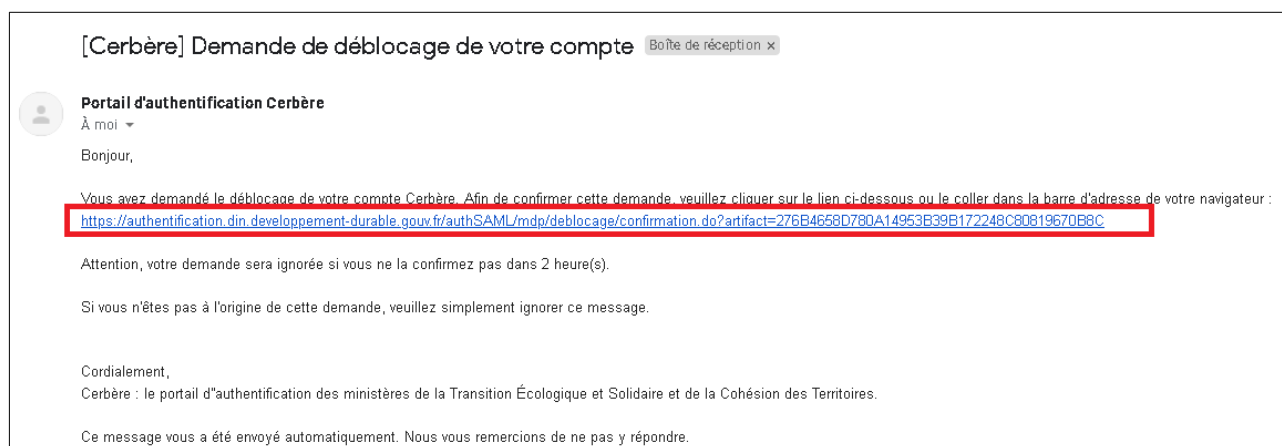 [Cerbère] Demande de déblocage de votre compte Boîte de réception x
Portail d'authentification Cerbère
À moi
Bonjour,
Vous avez demandé le déblocage de votre compte Cerbère. Afin de confirmer cette demande, veuillez cliquer sur le lien ci-dessous ou le coller dans la barre d'adresse de votre navigateur :
https://authentification.din.developpement-durable.gouv.fr/authSAML/mdp/deblocage/confirmation.do?artifact=276B4658D780A14953B39B172248C80819670B8C
Attention, votre demande sera ignorée si vous ne la confirmez pas dans 2 heure(s).
Si vous n'êtes pas à l'origine de cette demande, veuillez simplement ignorer ce message.
Cordialement,
Cerbère : le portail d"authentification des ministères de la Transition Écologique et Solidaire et de la Cohésion des Territoires.
Ce message vous a été envoyé automatiquement. Nous vous remercions de ne pas y répondre.